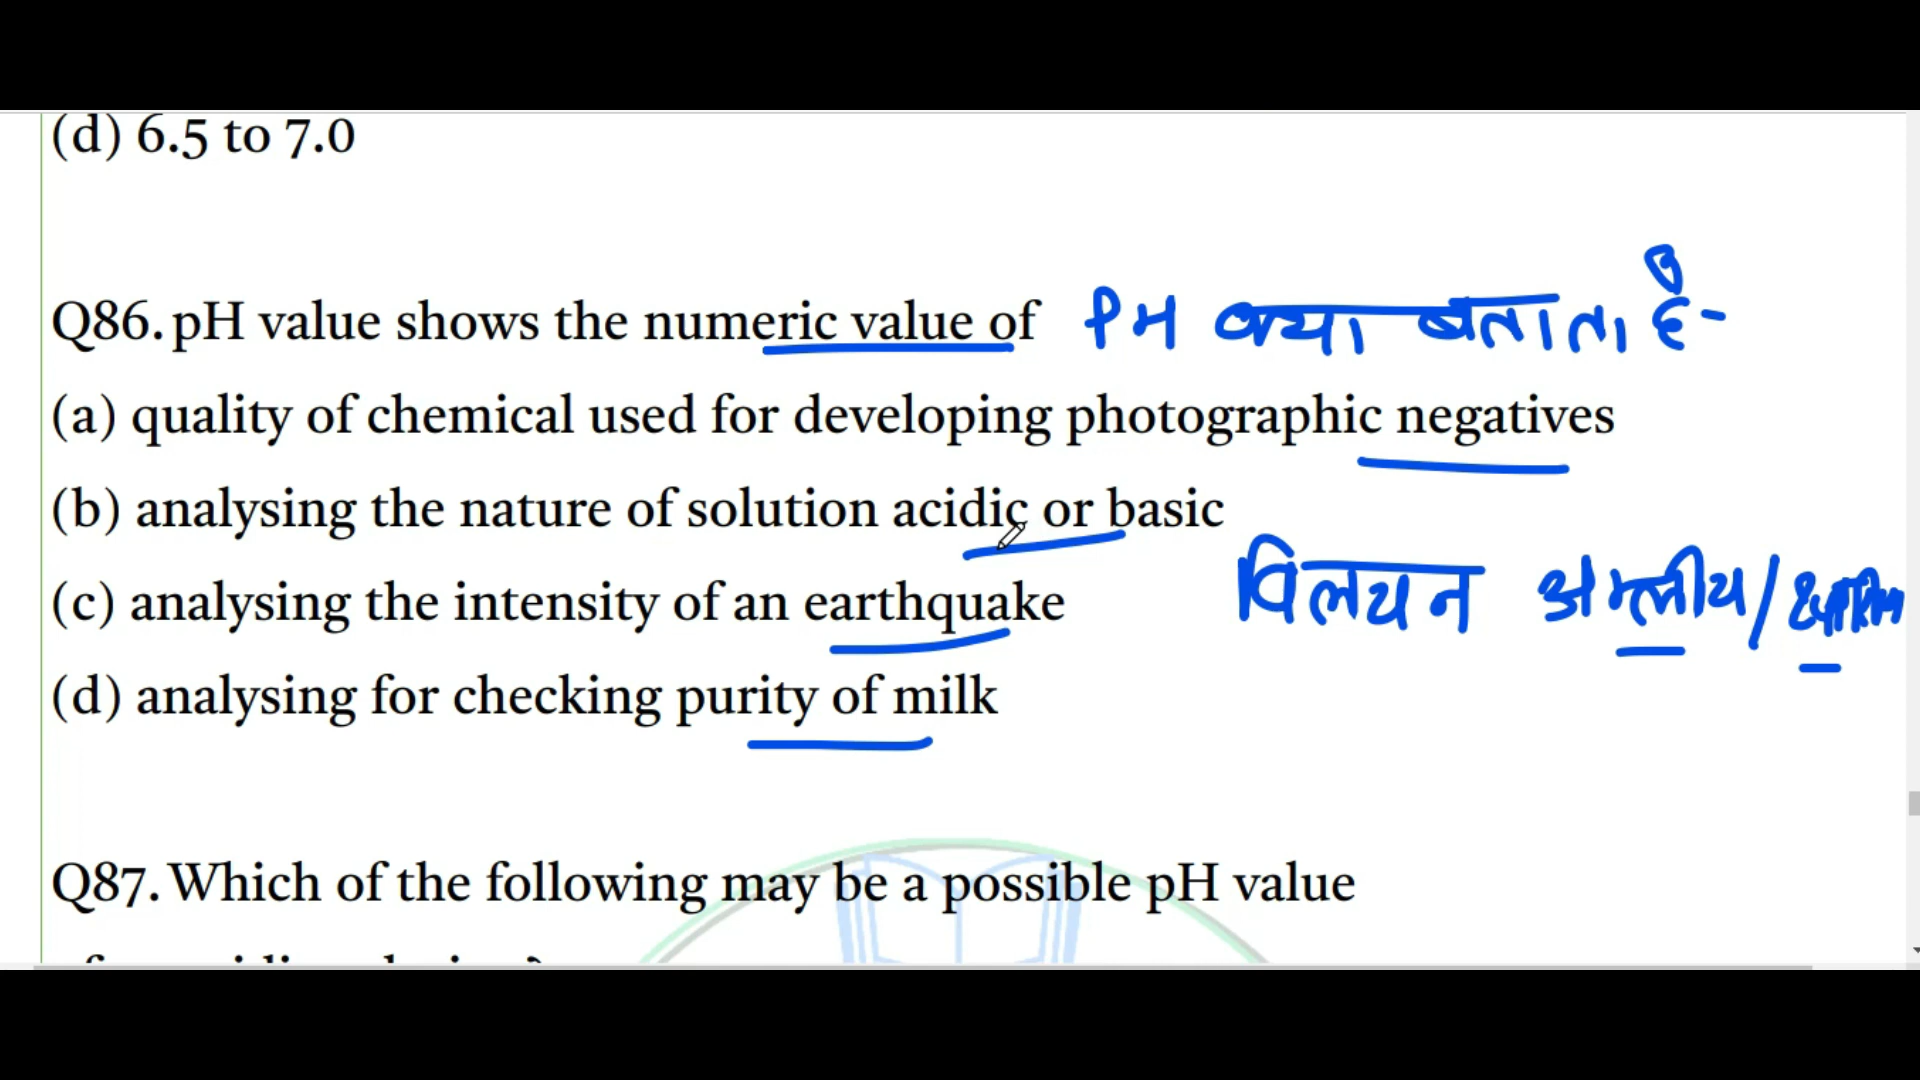 (d) 6.5 to 7.0
Q86. pH value shows the numeric value of PH क्या बताता है-
(a) quality of chemical used for developing photographic negatives
(b) analysing the nature of solution acidic or basic
विलयन अम्लीय/
(c) analysing the intensity of an earthquake
(d) analysing for checking purity of milk
Q87. Which of the following may be a possible pH value